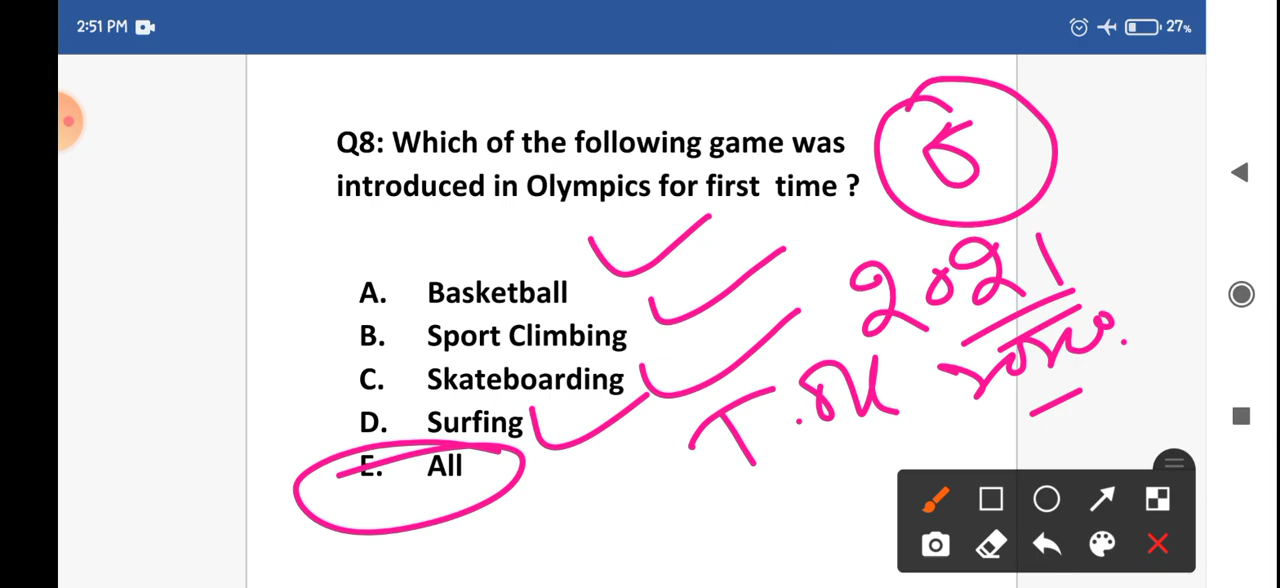 2:51 PM
27%
Q8: Which of the following game was
introduced in Olympics for first time ?
5
2021
A. Basketball
B. Sport Climbing
C. Skateboarding
D. Surfing
E. All